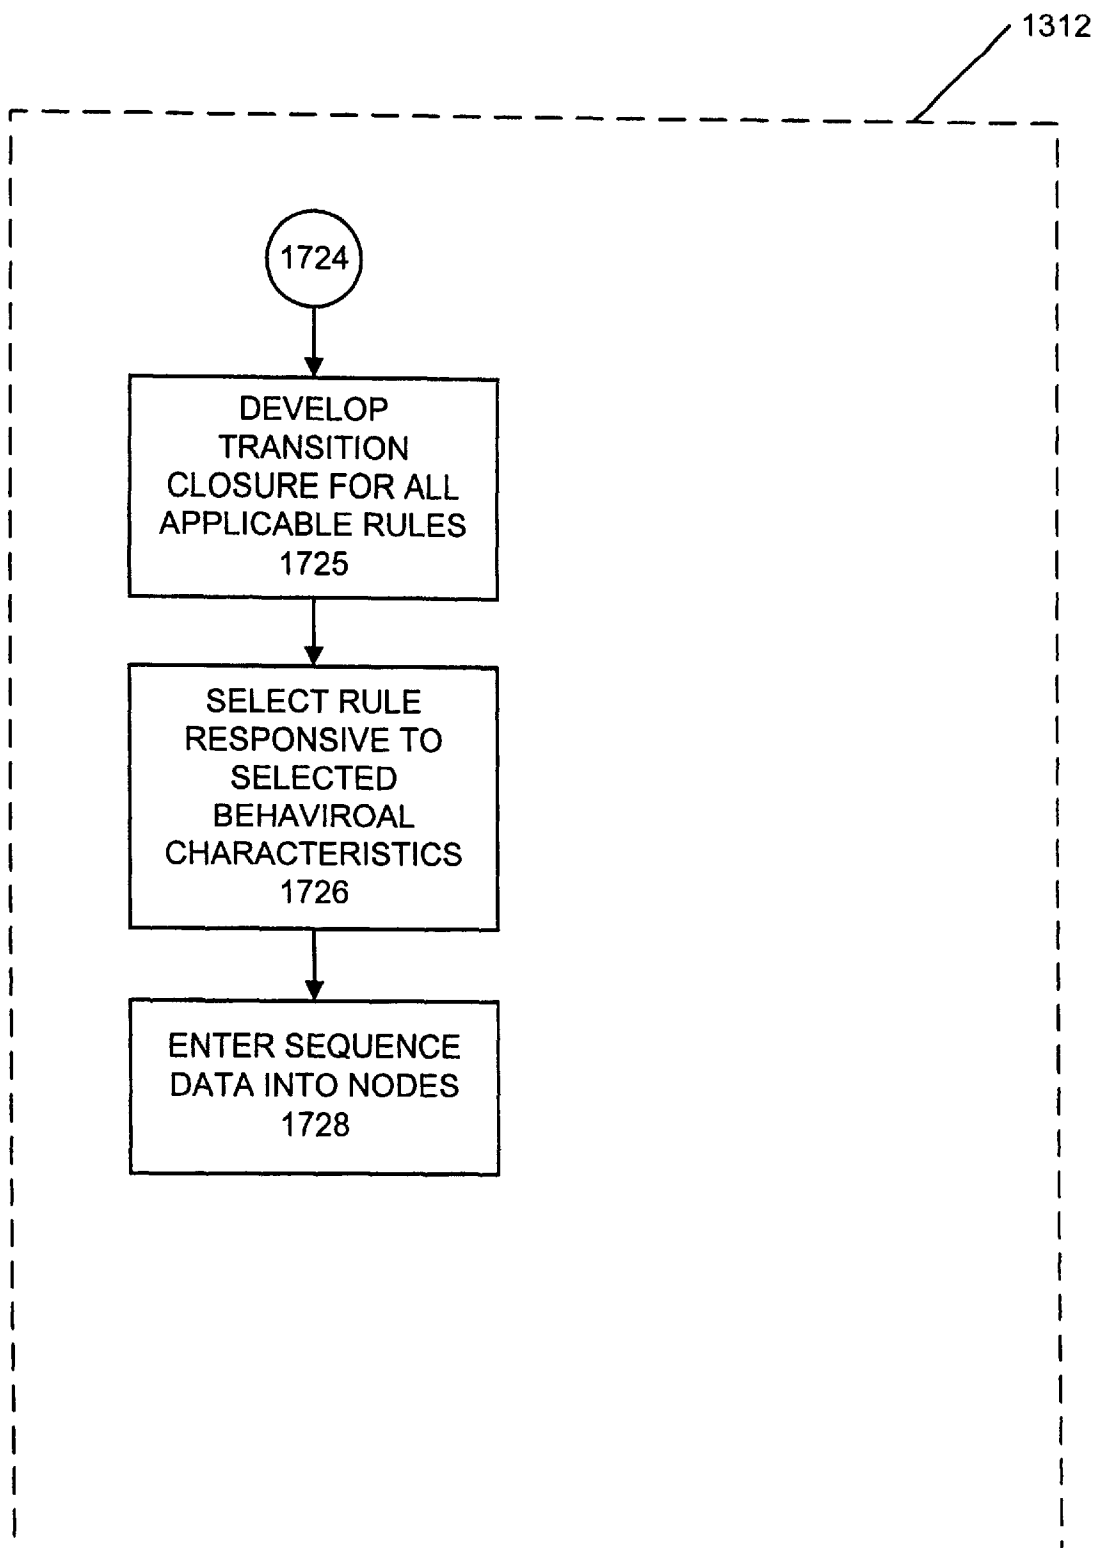 1312
1724
DEVELOP
TRANSITION
CLOSURE FOR ALL
APPLICABLE RULES
1725
SELECT RULE
RESPONSIVE TO
SELECTED
BEHAVIROAL
CHARACTERISTICS
1726
ENTER SEQUENCE
DATA INTO NODES
1728